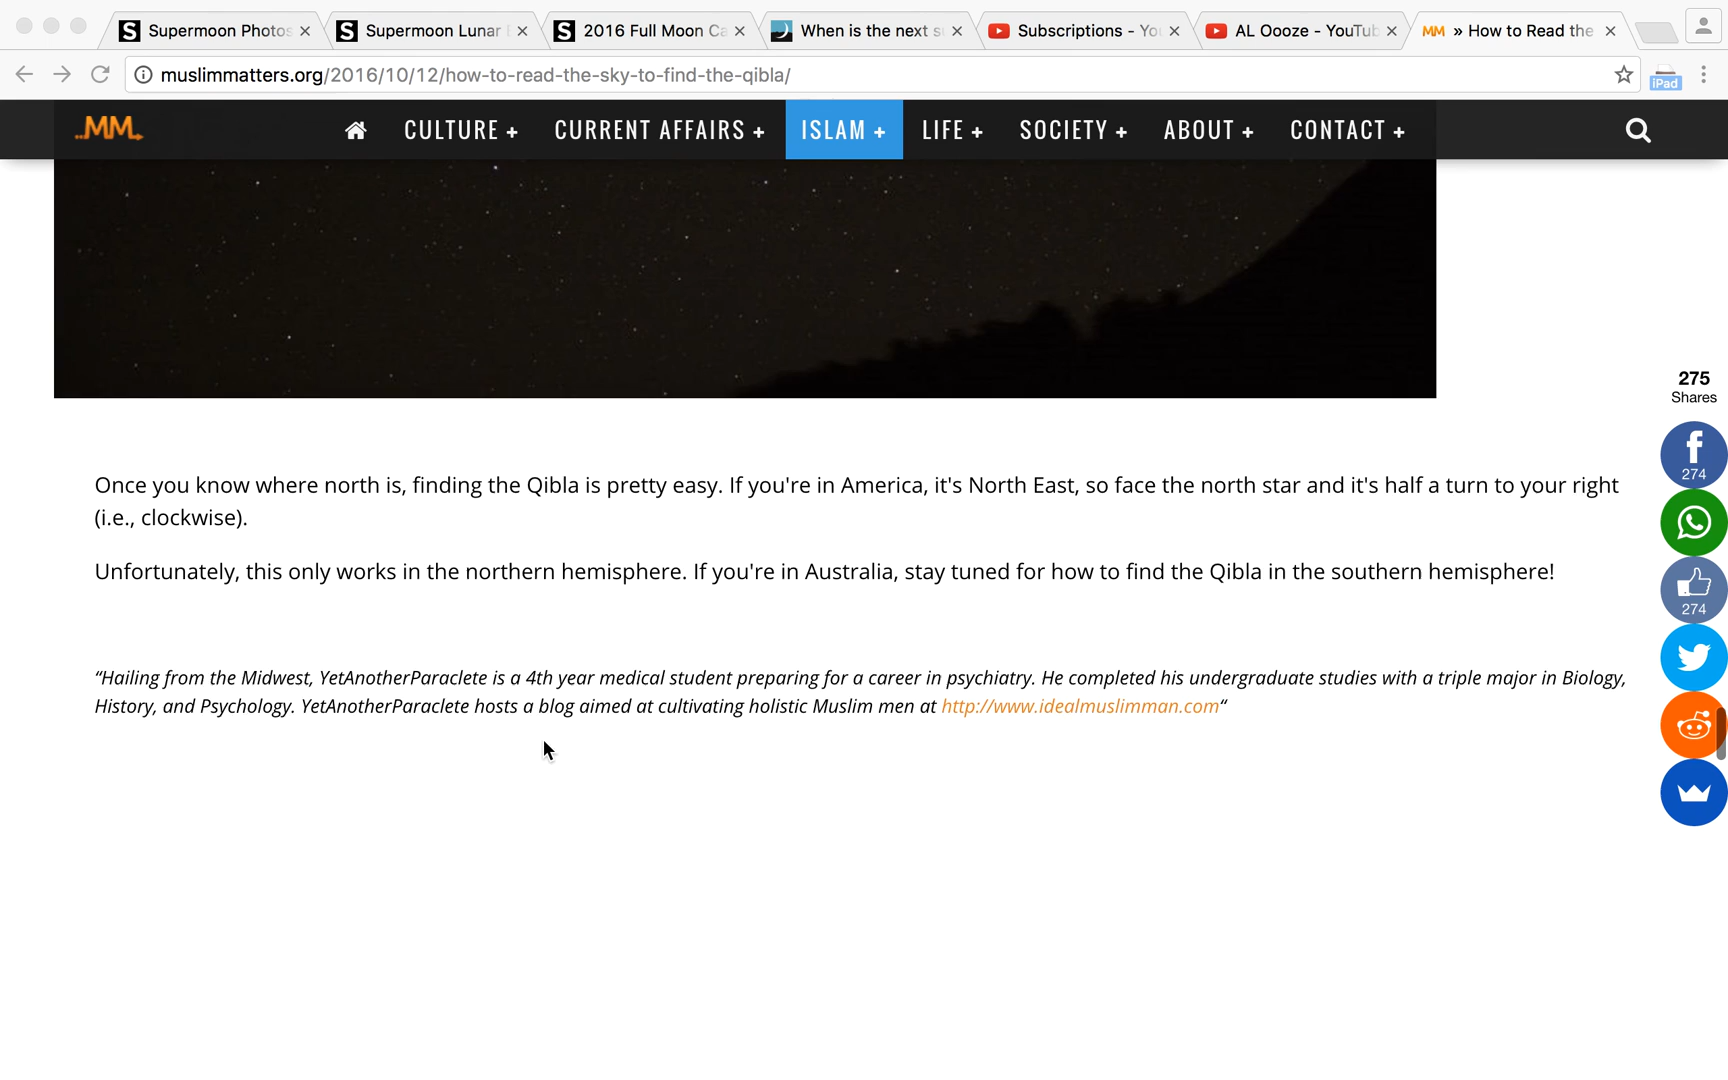 Supermoon Photos
Supermoon Lunar E
2016 Full Moon Ca
When is the next s
Subscriptions - You
AL Oooze - YouTub
MM » How to Read the
muslimmatters.org/2016/10/12/how-to-read-the-sky-to-find-the-qibla/
iPad
..MM.
CULTURE +
CURRENT AFFAIRS +
ISLAM +
LIFE +
SOCIETY +
ABOUT +
CONTACT +
275
Shares
274
274
Once you know where north is, finding the Qibla is pretty easy. If you're in America, it's North East, so face the north star and it's half a turn to your right
(i.e., clockwise).
Unfortunately, this only works in the northern hemisphere. If you're in Australia, stay tuned for how to find the Qibla in the southern hemisphere!
“Hailing from the Midwest, YetAnotherParaclete is a 4th year medical student preparing for a career in psychiatry. He completed his undergraduate studies with a triple major in Biology,
History, and Psychology. YetAnotherParaclete hosts a blog aimed at cultivating holistic Muslim men at http://www.idealmuslimman.com“